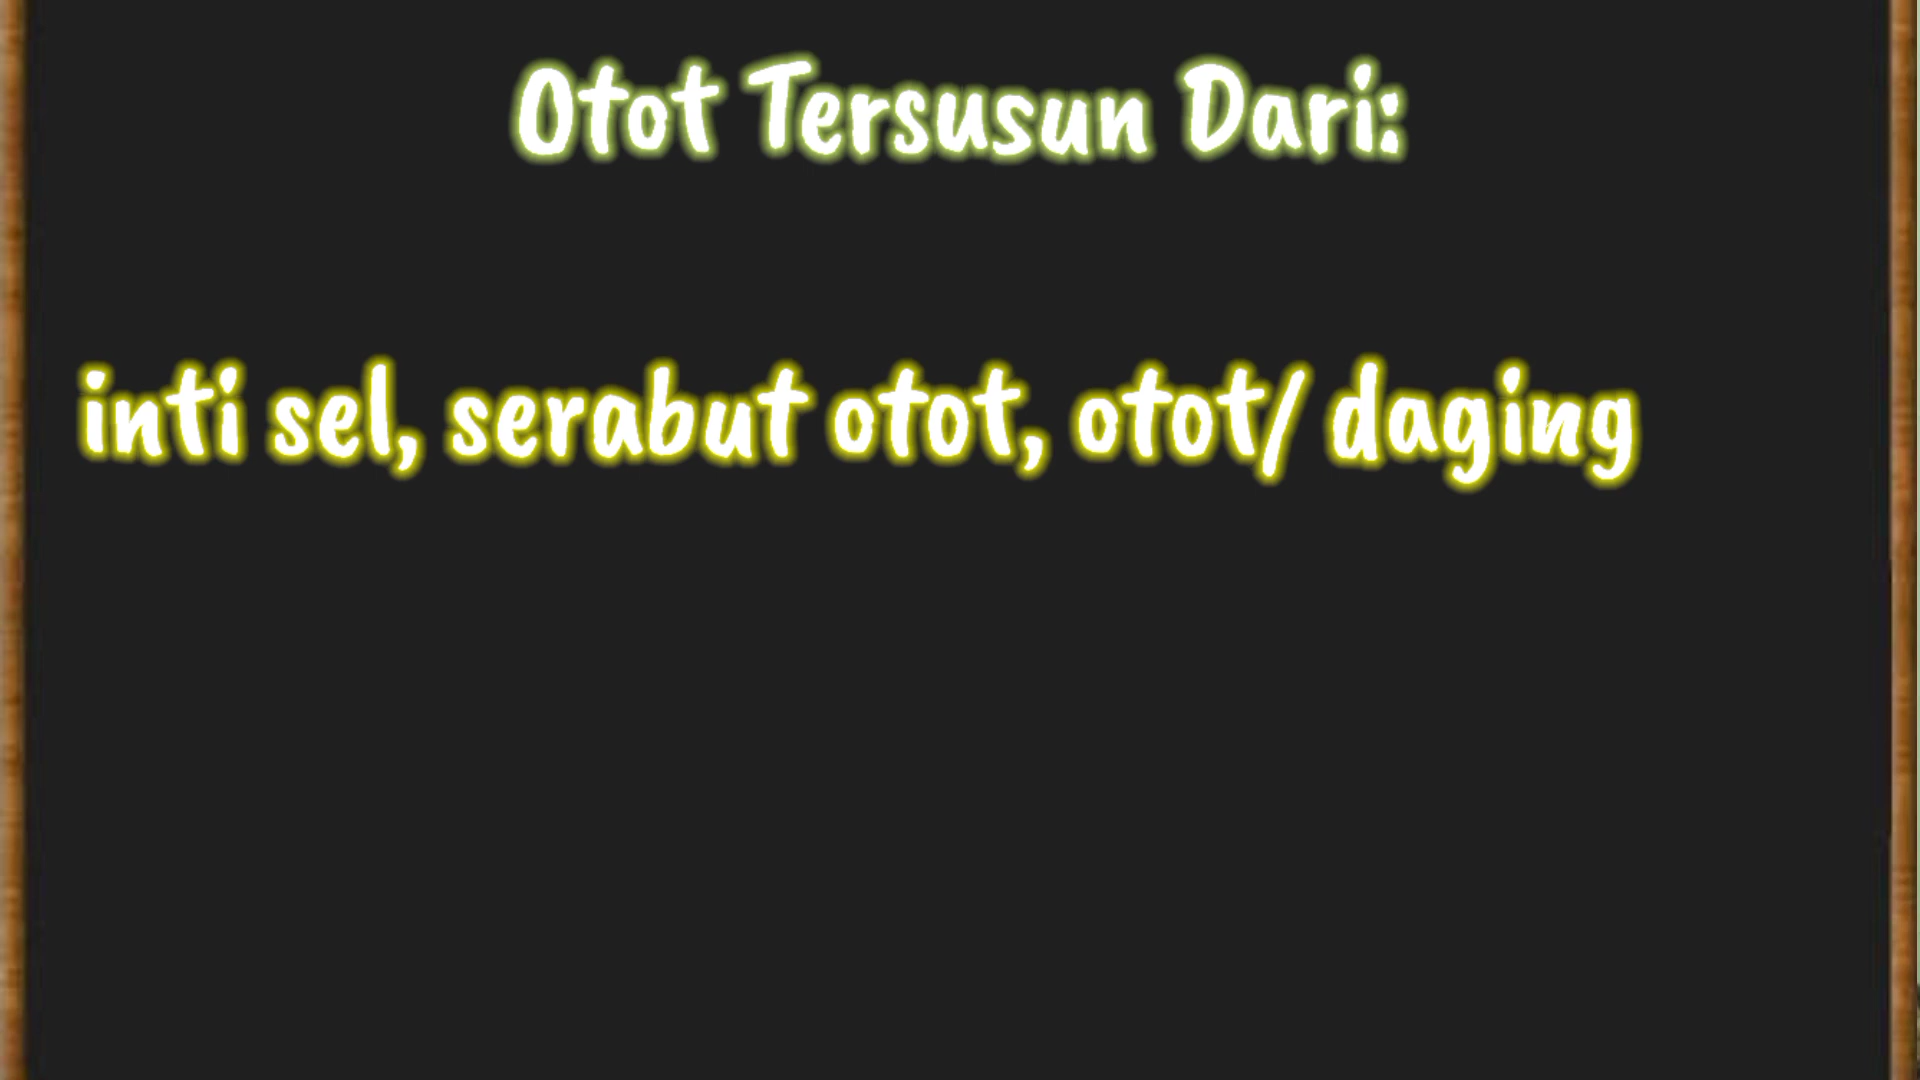 Otot Tersusun Dari:
inti sel, serabut otot, otot/ daging